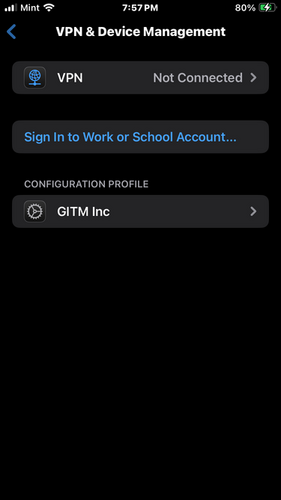 Mint 7:57 PM 80%
VPN & Device Management
VPN Not Connected
Sign In to Work or School Account...
CONFIGURATION PROFILE
GITM Inc